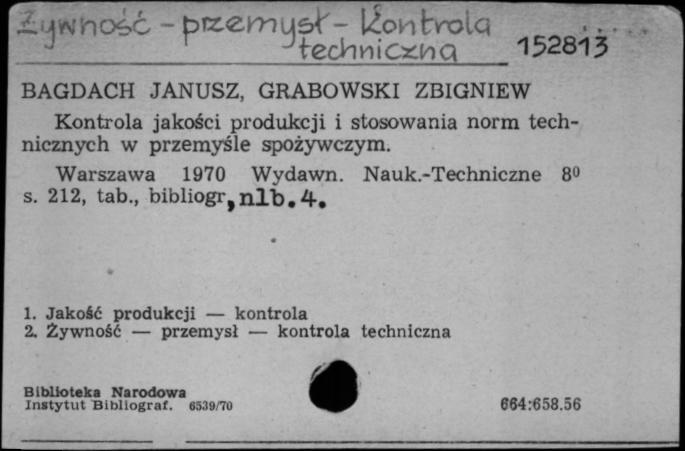 Żywność - przemysł - kontrola
techniczna 152813
BAGDACH JANUSZ, GRABOWSKI ZBIGNIEW
Kontrola jakości produkcji i stosowania norm tech-
nicznych w przemyśle spożywczym.
Warszawa 1970 Wydawn. Nauk.-Techniczne 8⁰
s. 212, tab., bibliogr, nlb. 4.
1. Jakość produkcji — kontrola
2. Żywność — przemysł — kontrola techniczna
Biblioteka Narodowa
Instytut Bibliograf. 6539/70 664:658.56